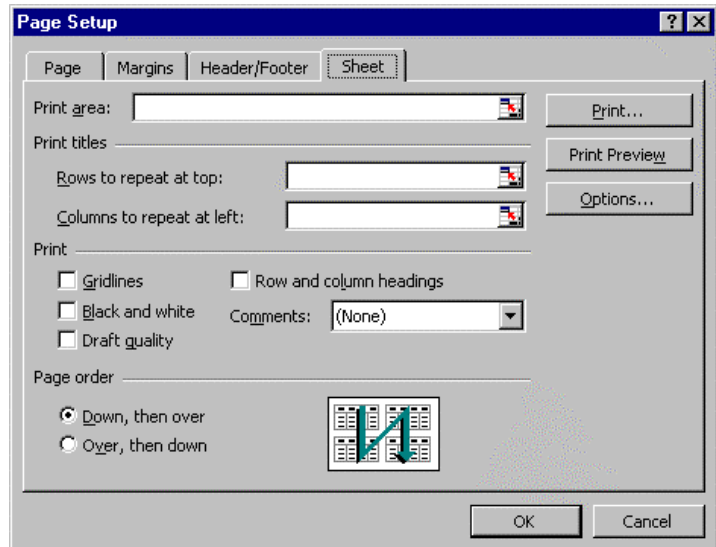 Page Setup
Page Margins Header/Footer Sheet
Print area:
Print...
Print titles
Print Preview
Rows to repeat at top:
Options...
Columns to repeat at left:
Print
Gridlines Row and column headings
Black and white Comments: (None)
Draft quality
Page order
Down, then over
Over, then down
OK Cancel